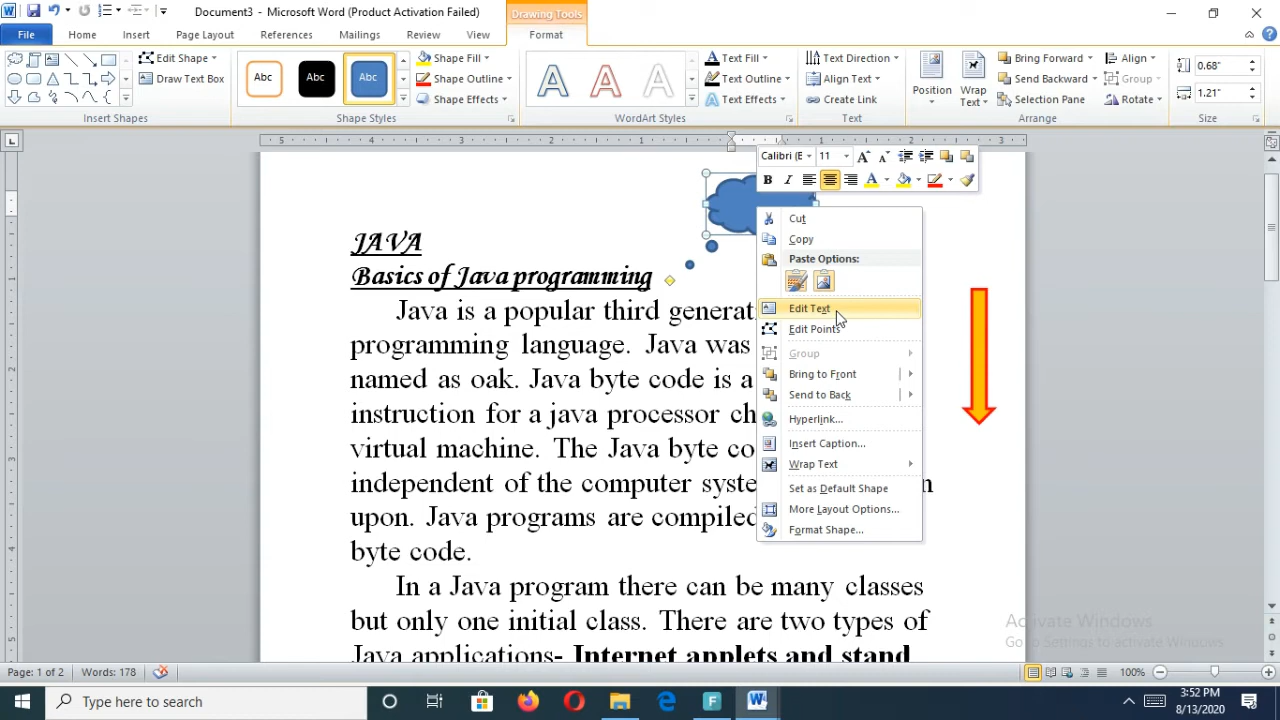 Document3 - Microsoft Word (Product Activation Failed)
Drawing Tools
File Home Insert Page Layout References Mailings Review View Format
Edit Shape
Draw Text Box
Insert Shapes
Abc Abc Abc
Shape Fill
Shape Outline
Shape Effects
Shape Styles
A A A
Text Fill
Text Outline
Text Effects
WordArt Styles
Text Direction
Align Text
Create Link
Text
Position
Wrap
Text
Bring Forward
Send Backward
Selection Pane
Align
Group
Rotate
Arrange
0.68"
1.21"
Size
5 4 3 2 1 1 2 3
Calibri (E 11
B I
Cut
Copy
Paste Options:
Edit Text
Edit Points
Group
Bring to Front
Send to Back
Hyperlink...
Insert Caption...
Wrap Text
Set as Default Shape
More Layout Options...
Format Shape...
JAVA
Basics of Java programming
Java is a popular third generati
programming language. Java was
named as oak. Java byte code is a
instruction for a java processor ch
virtual machine. The Java byte co
independent of the computer syste
upon. Java programs are compiled
byte code.
In a Java program there can be many classes
but only one initial class. There are two types of
Java applications- Internet applets and stand
Activate Windows
Go to Settings to activate Windows.
Page: 1 of 2 Words: 178 100%
Type here to search
3:52 PM
8/13/2020